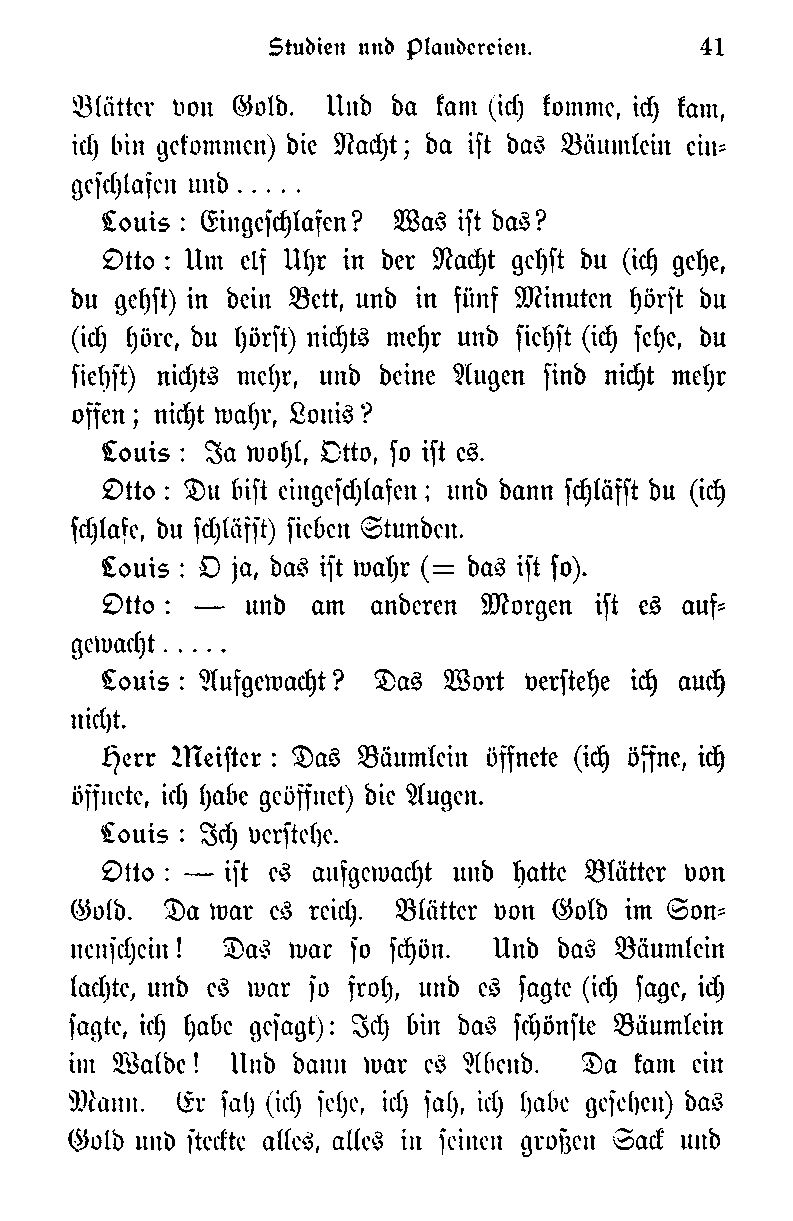 Studien und Plaudereien. 41
Blätter von Gold. Und da kam (ich komme, ich kam,
ich bin gekommen) die Nacht; da ist das Bäumlein ein=
geschlafen und . . . . .
Louis : Eingeschlafen? Was ist das?
Otto : Um elf Uhr in der Nacht gehst du (ich gehe,
du gehst) in dein Bett, und in fünf Minuten hörst du
(ich höre, du hörst) nichts mehr und siehst (ich sehe, du
siehst) nichts mehr, und deine Augen sind nicht mehr
offen; nicht wahr, Louis?
Louis : Ja wohl, Otto, so ist es.
Otto : Du bist eingeschlafen; und dann schläfst du (ich
schlafe, du schläfst) sieben Stunden.
Louis : O ja, das ist wahr (= das ist so).
Otto : — und am anderen Morgen ist es auf=
gewacht . . . . .
Louis : Aufgewacht? Das Wort verstehe ich auch
nicht.
Herr Meister : Das Bäumlein öffnete (ich öffne, ich
öffnete, ich habe geöffnet) die Augen.
Louis : Ich verstehe.
Otto : — ist es aufgewacht und hatte Blätter von
Gold. Da war es reich. Blätter von Gold im Son=
nenschein! Das war so schön. Und das Bäumlein
lachte, und es war so froh, und es sagte (ich sage, ich
sagte, ich habe gesagt): Ich bin das schönste Bäumlein
im Walde! Und dann war es Abend. Da kam ein
Mann. Er sah (ich sehe, ich sah, ich habe gesehen) das
Gold und steckte alles, alles in seinen großen Sack und